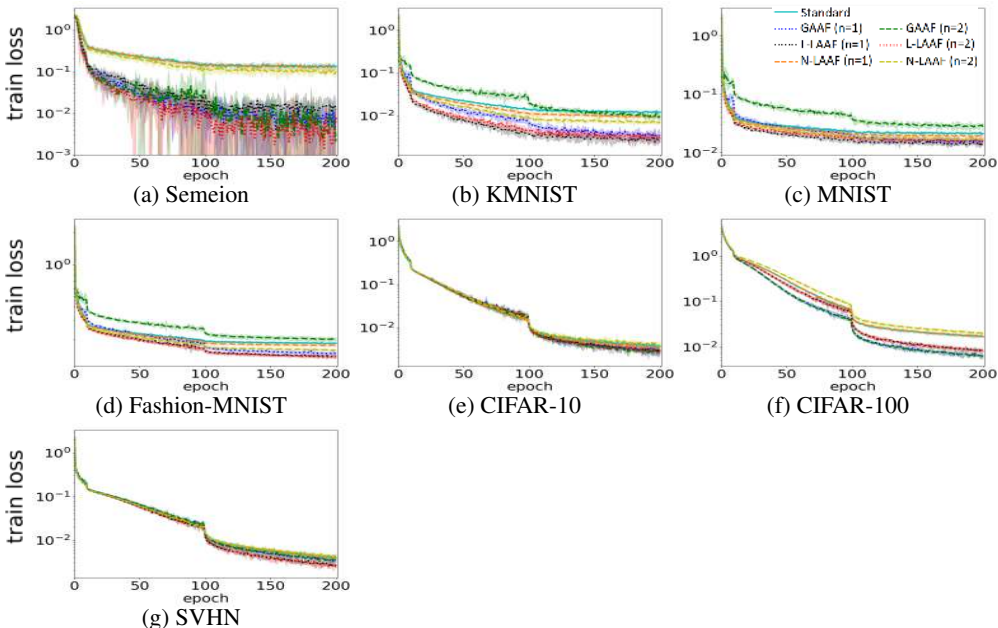 train loss
10⁰
10⁻¹
10⁻²
10⁻³
0 50 100 150 200
epoch
(a) Semeion
10⁰
10⁻¹
10⁻²
0 50 100 150 200
epoch
(b) KMNIST
Standard
GAAF (n=1) GAAF (n=2)
L-LAAF (n=1) L-LAAF (n=2)
N-LAAF (n=1) N-LAAF (n=2)
10⁰
10⁻¹
10⁻²
0 50 100 150 200
epoch
(c) MNIST
train loss
10⁰
0 50 100 150 200
epoch
(d) Fashion-MNIST
10⁰
10⁻¹
10⁻²
0 50 100 150 200
epoch
(e) CIFAR-10
10⁰
10⁻¹
10⁻²
0 50 100 150 200
epoch
(f) CIFAR-100
train loss
10⁰
10⁻¹
10⁻²
0 50 100 150 200
epoch
(g) SVHN